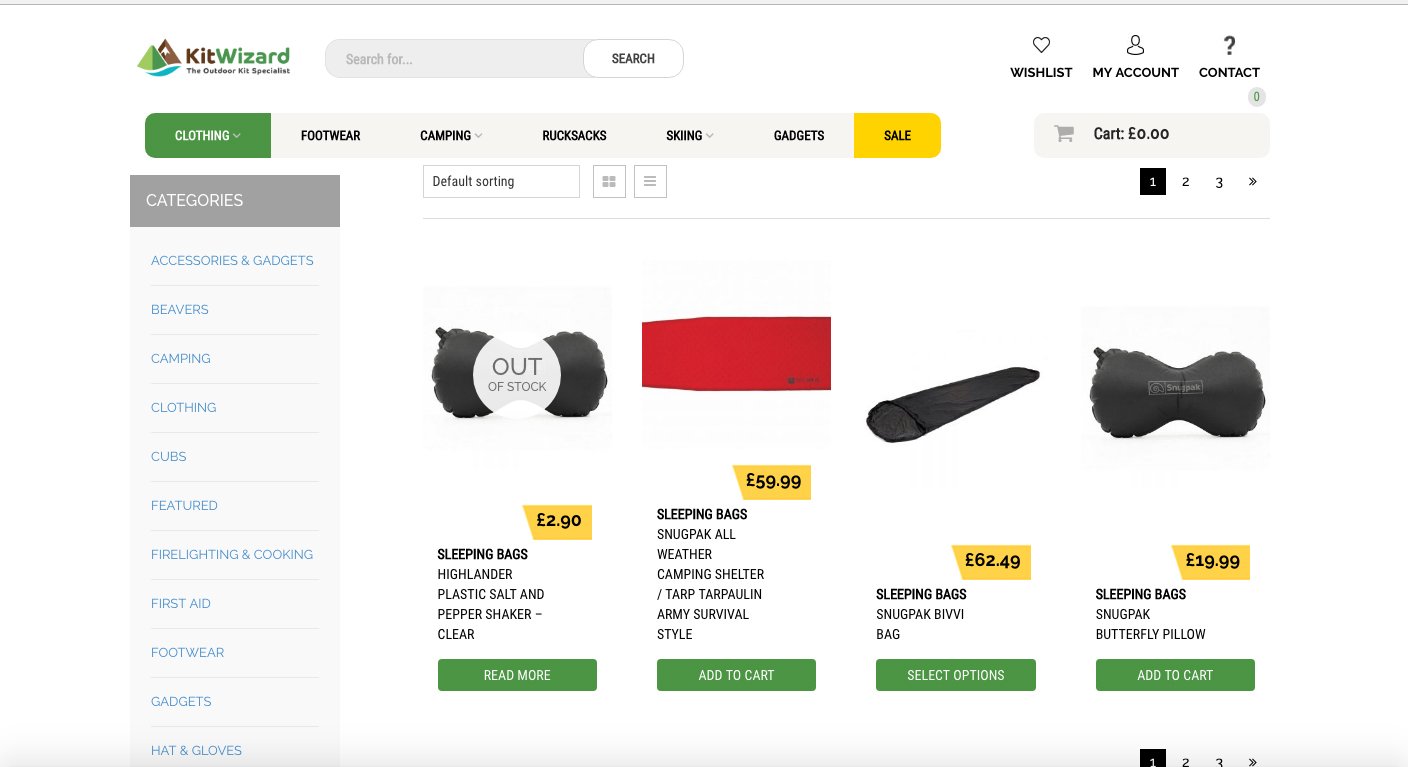 KitWizard
The Outdoor Kit Specialist
Search for...
SEARCH
WISHLIST
MY ACCOUNT
?
CONTACT
0
CLOTHING
FOOTWEAR
CAMPING
RUCKSACKS
SKIING
GADGETS
SALE
Cart: £0.00
CATEGORIES
ACCESSORIES & GADGETS
BEAVERS
CAMPING
CLOTHING
CUBS
FEATURED
FIRELIGHTING & COOKING
FIRST AID
FOOTWEAR
GADGETS
HAT & GLOVES
Default sorting
1 2 3 »
OUT
OF STOCK
£2.90
SLEEPING BAGS
HIGHLANDER
PLASTIC SALT AND
PEPPER SHAKER –
CLEAR
READ MORE
£59.99
SLEEPING BAGS
SNUGPAK ALL
WEATHER
CAMPING SHELTER
/ TARP TARPAULIN
ARMY SURVIVAL
STYLE
ADD TO CART
£62.49
SLEEPING BAGS
SNUGPAK BIVVI
BAG
SELECT OPTIONS
Snugpak
£19.99
SLEEPING BAGS
SNUGPAK
BUTTERFLY PILLOW
ADD TO CART
1 2 3 »